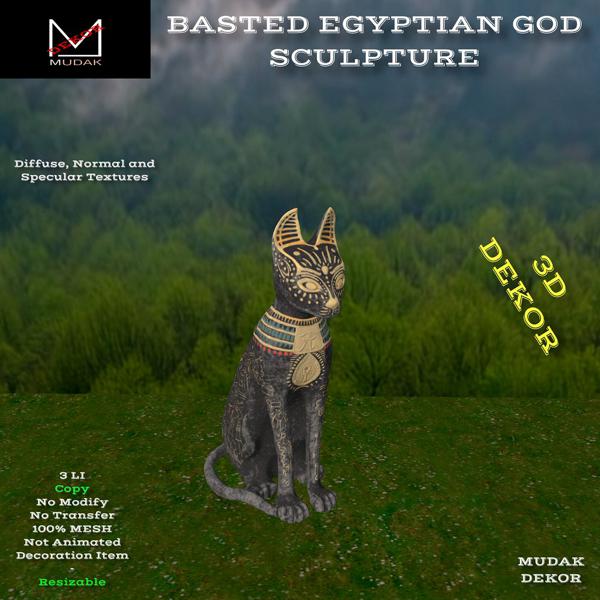 DEKOR
MUDAK
BASTED EGYPTIAN GOD
SCULPTURE
Diffuse, Normal and
Specular Textures
3D
DEKOR
3 LI
Copy
No Modify
No Transfer
100% MESH
Not Animated
Decoration Item
-
Resizable
MUDAK
DEKOR